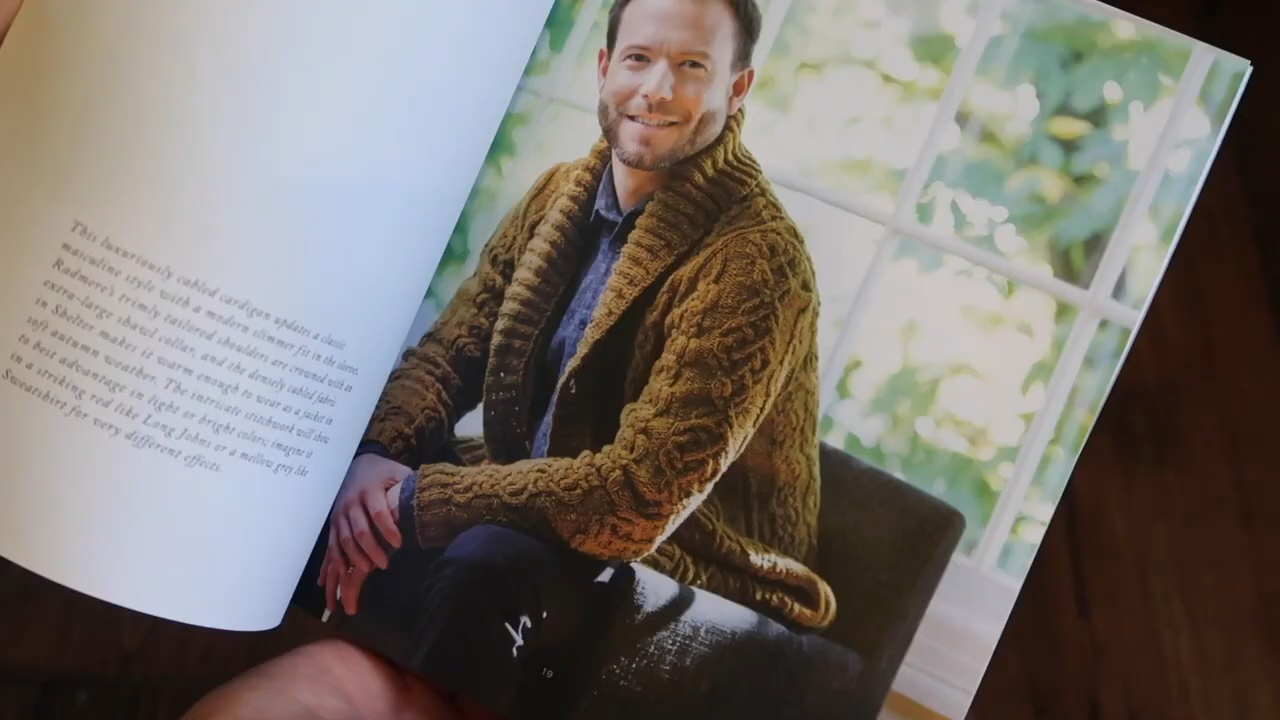 This luxuriously cabled cardigan updates a classic
masculine style with a modern slimmer fit in the sleeves.
Radmere's trimly tailored shoulders are crowned with an
extra-large shawl collar, and the densely cabled fabric
in Shelter makes it warm enough to wear as a jacket in
soft autumn weather. The intricate stitchwork will show
to best advantage in light or bright colors; imagine it
in a striking red like Long Johns or a mellow grey like
Sweatshirt for very different effects.
19